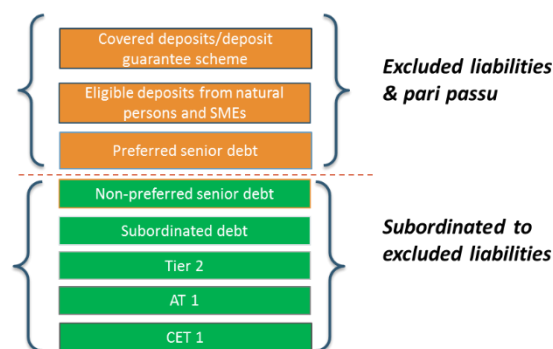 Covered deposits/deposit
guarantee scheme
Eligible deposits from natural
persons and SMEs
Preferred senior debt
Excluded liabilities
& pari passu
Non-preferred senior debt
Subordinated debt
Tier 2
AT 1
CET 1
Subordinated to
excluded liabilities